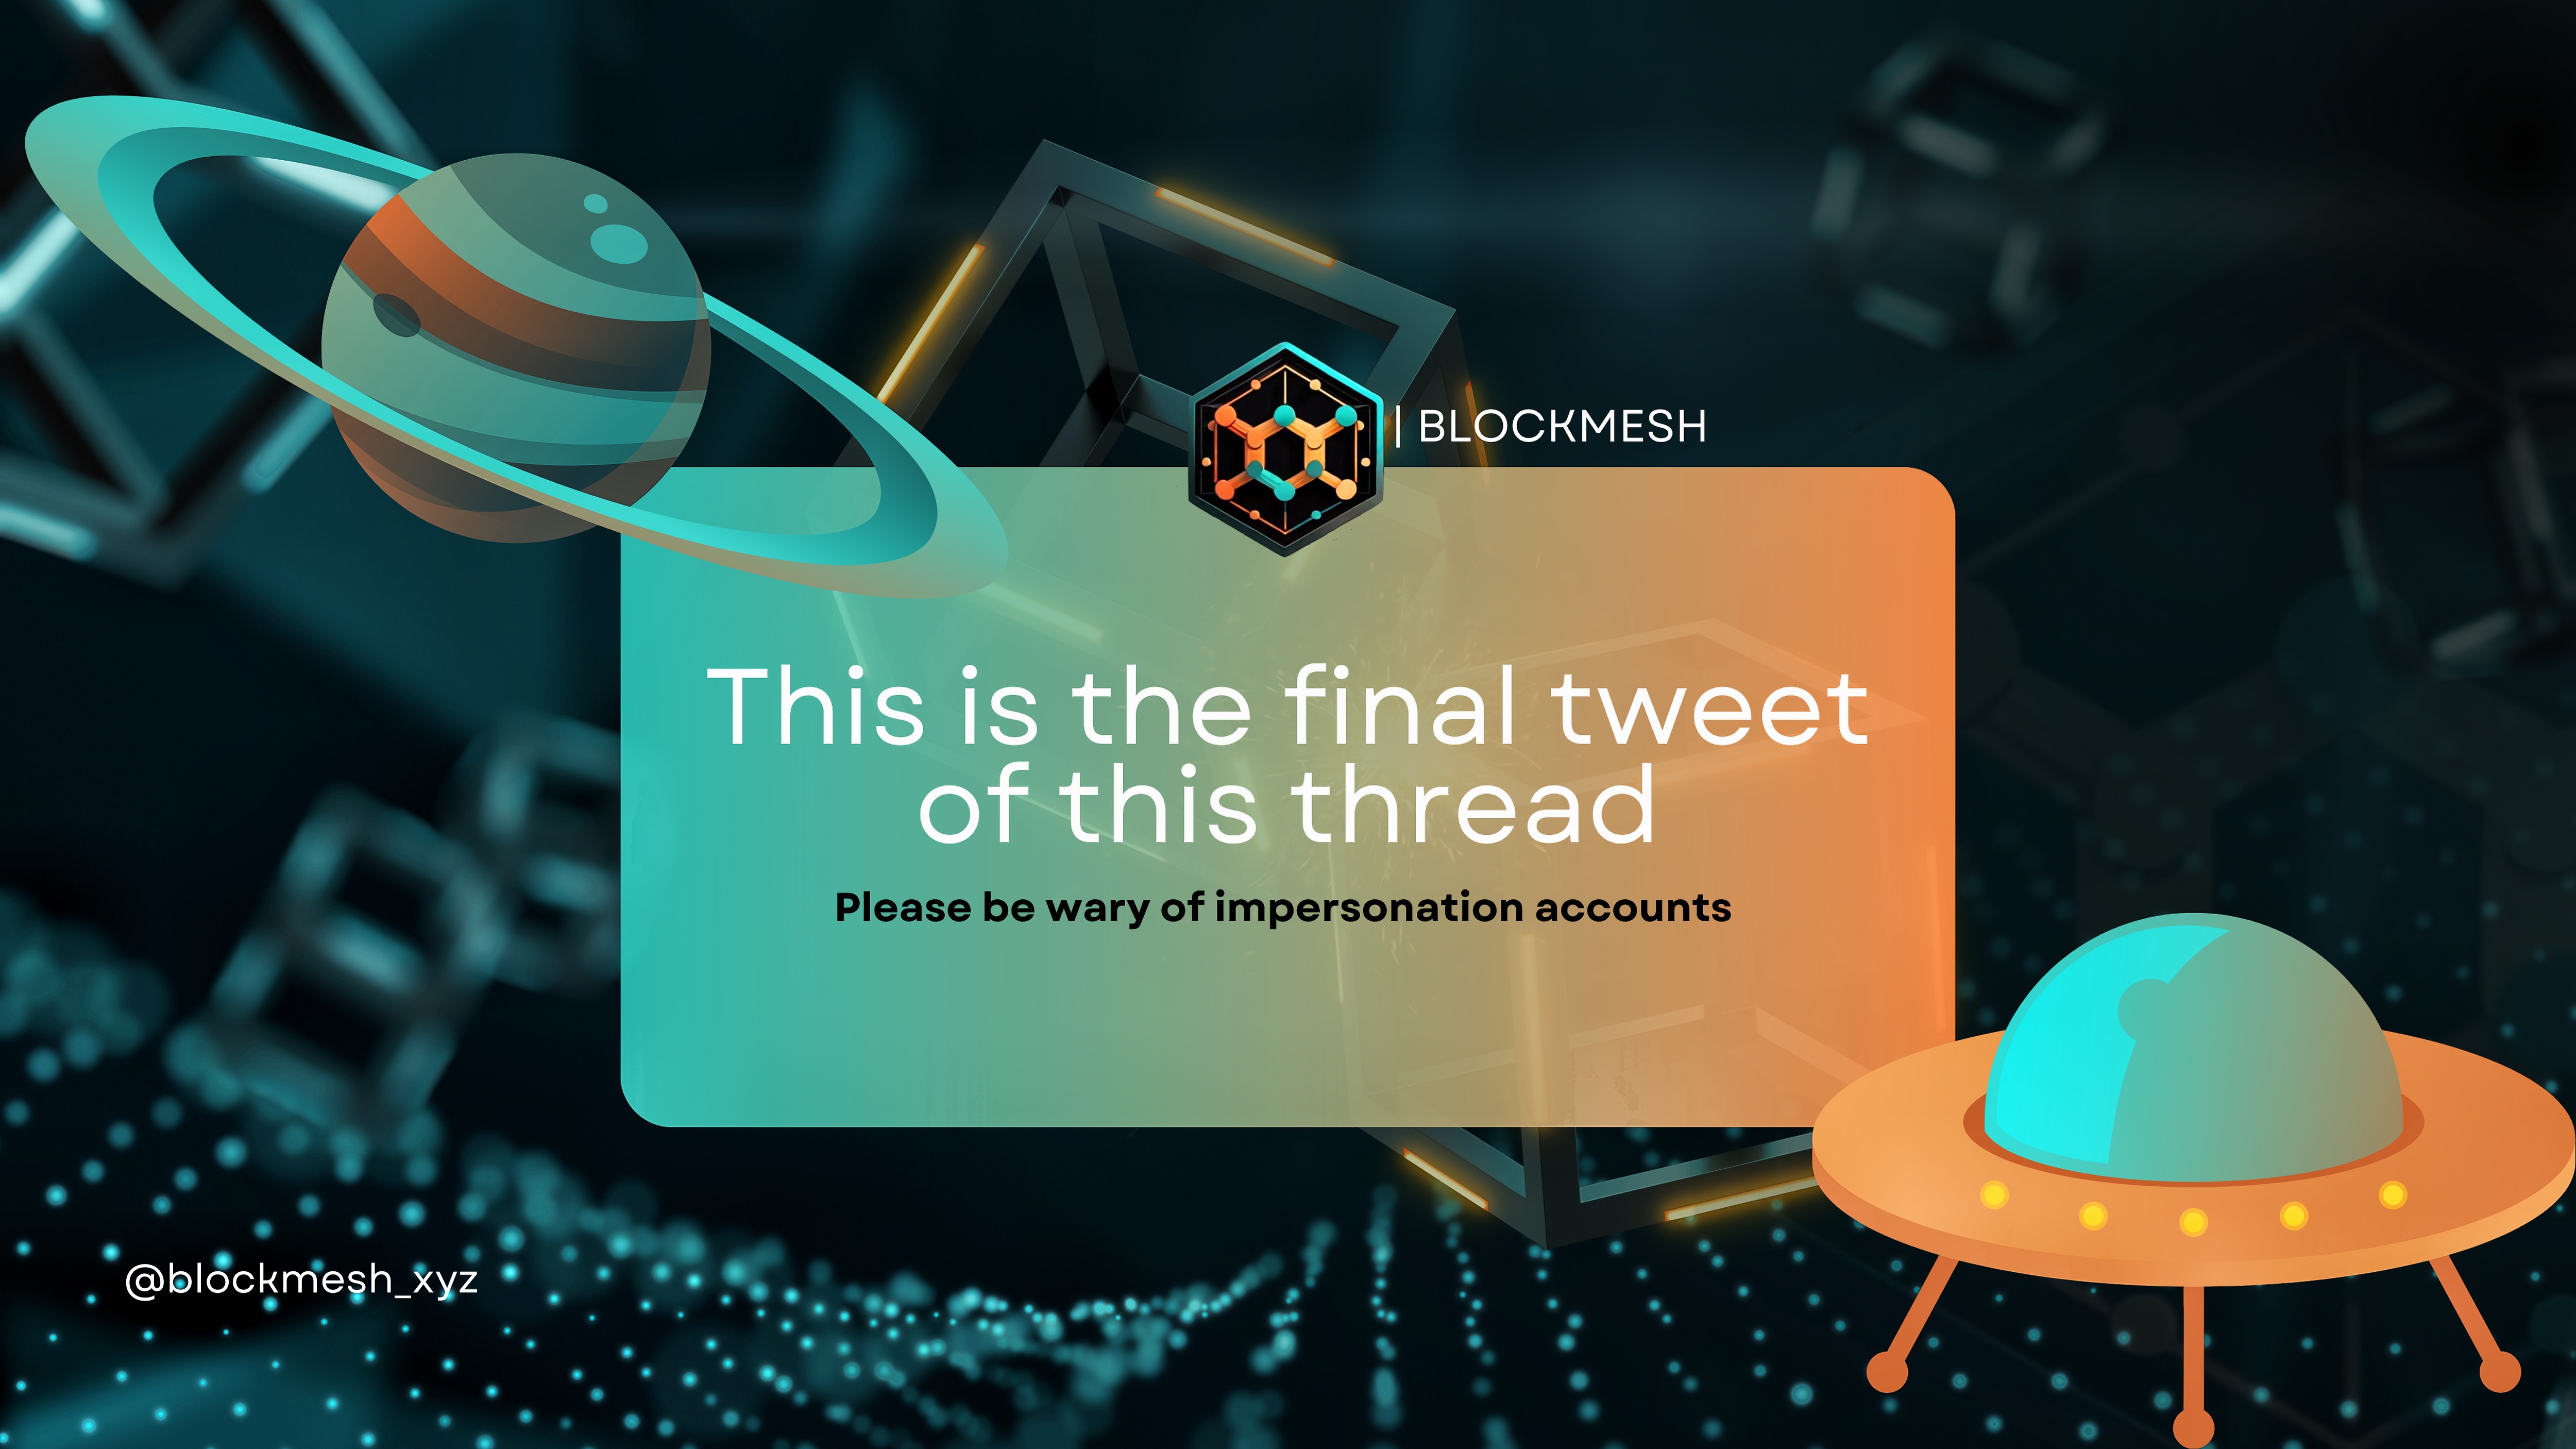 | BLOCKMESH
This is the final tweet
of this thread
Please be wary of impersonation accounts
@blockmesh_xyz